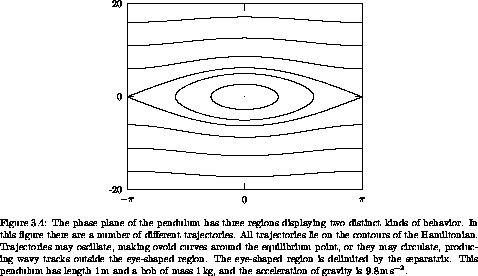 20
0
-20
−π 0 π
Figure 3.4: The phase plane of the pendulum has three regions displaying two distinct kinds of behavior. In
this figure there are a number of different trajectories. All trajectories lie on the contours of the Hamiltonian.
Trajectories may oscillate, making ovoid curves around the equilibrium point, or they may circulate, produc-
ing wavy tracks outside the eye-shaped region. The eye-shaped region is delimited by the separatrix. This
pendulum has length 1m and a bob of mass 1kg, and the acceleration of gravity is 9.8ms⁻².